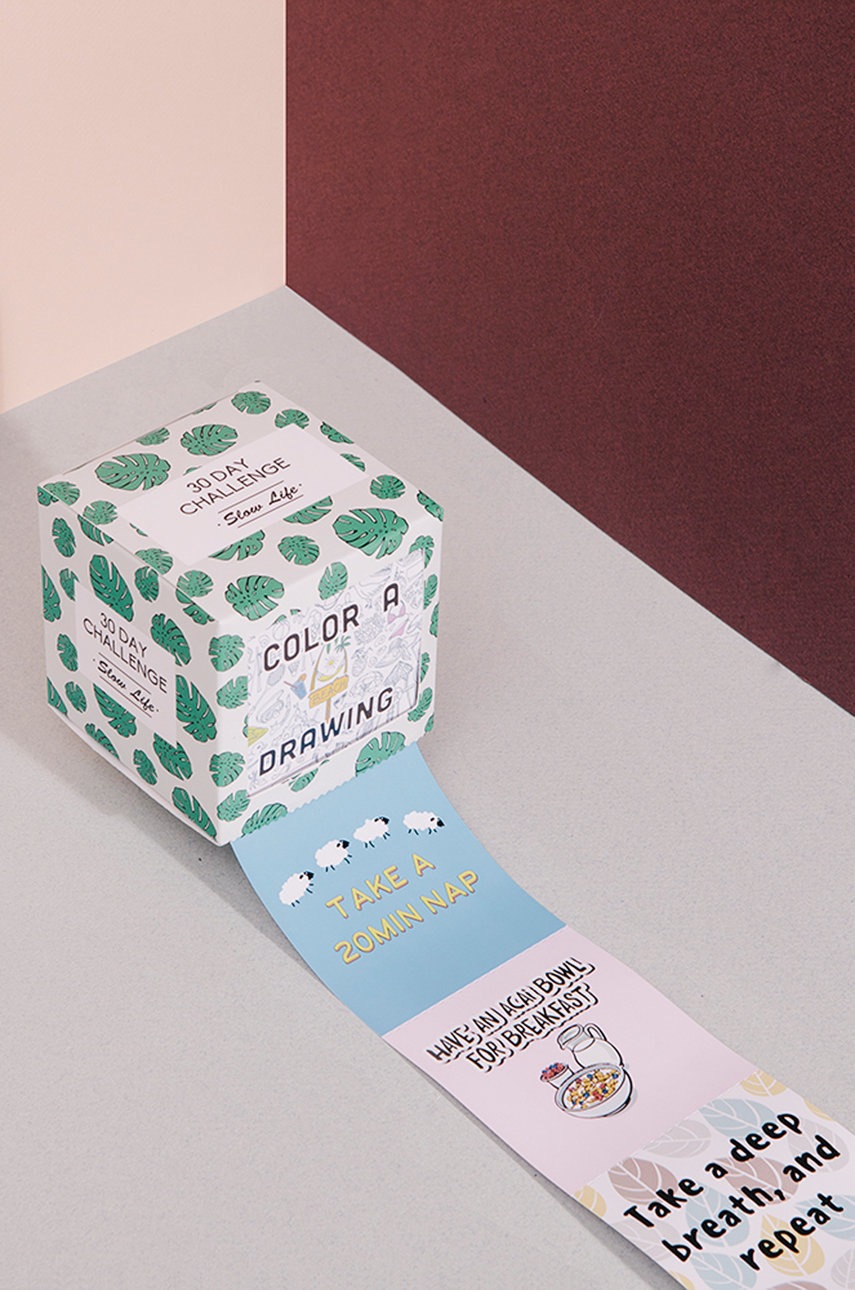 30 DAY
CHALLENGE
·Slow Life·
30 DAY
CHALLENGE
·Slow Life·
COLOR A
BEACH
DRAWING
TAKE A
20MIN NAP
HAVE AN ACAI BOWL
FOR BREAKFAST
Take a deep
breath, and
repeat